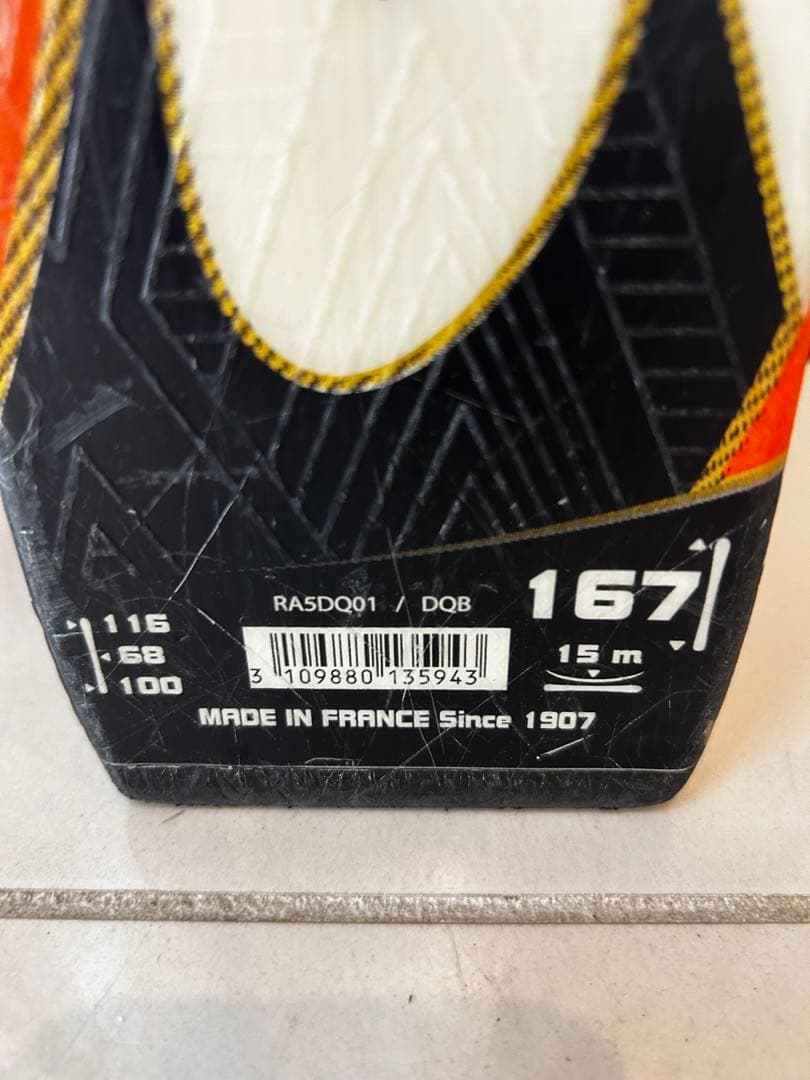 RA5DQ01 / DQB
167
116
68
100
3 109880 135943
15 m
MADE IN FRANCE Since 1907